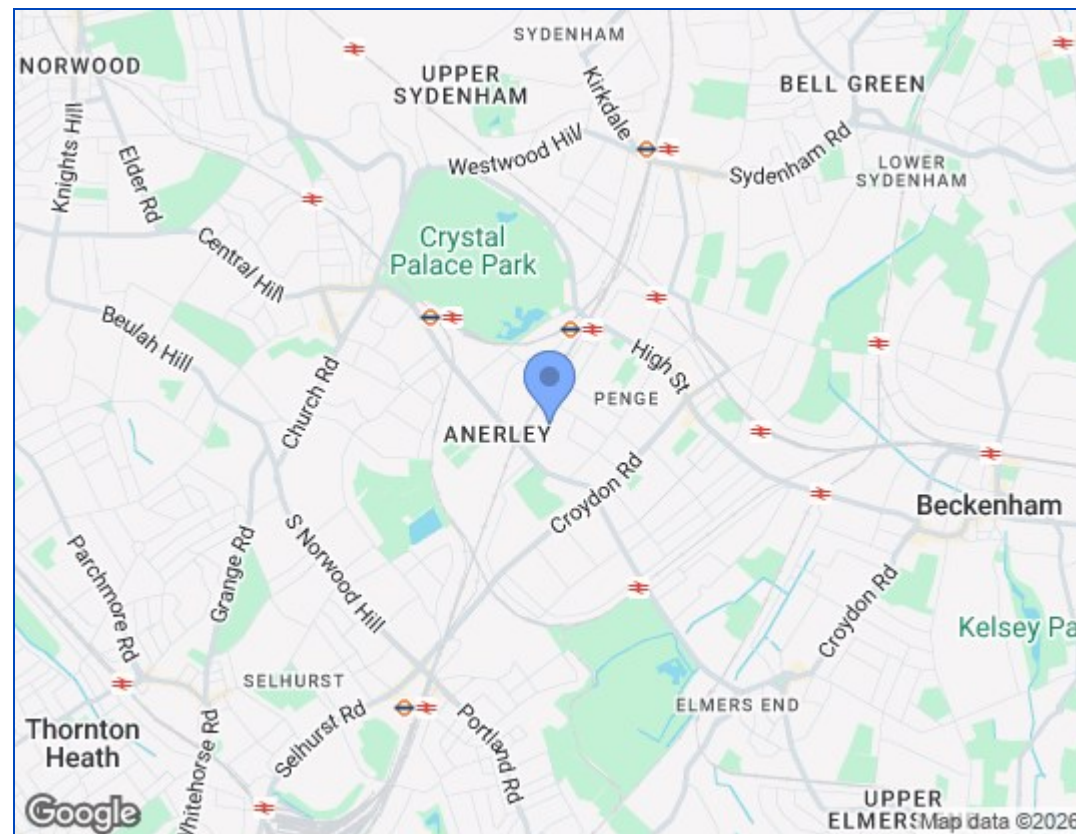 SYDENHAM
NORWOOD
UPPER
SYDENHAM
Kirkdale
BELL GREEN
Knights Hill
Elder Rd
Westwood Hill
Sydenham Rd
LOWER
SYDENHAM
Central Hill
Crystal
Palace Park
Beulah Hill
Church Rd
High St
PENGE
ANERLEY
Croydon Rd
Beckenham
Parchmore Rd
Grange Rd
S Norwood Hill
Croydon Rd
Kelsey Pa
SELHURST
ELMERS END
Thornton
Heath
Whitehorse Rd
Selhurst Rd
Portland Rd
UPPER
ELMERS
Google
Map data ©2026